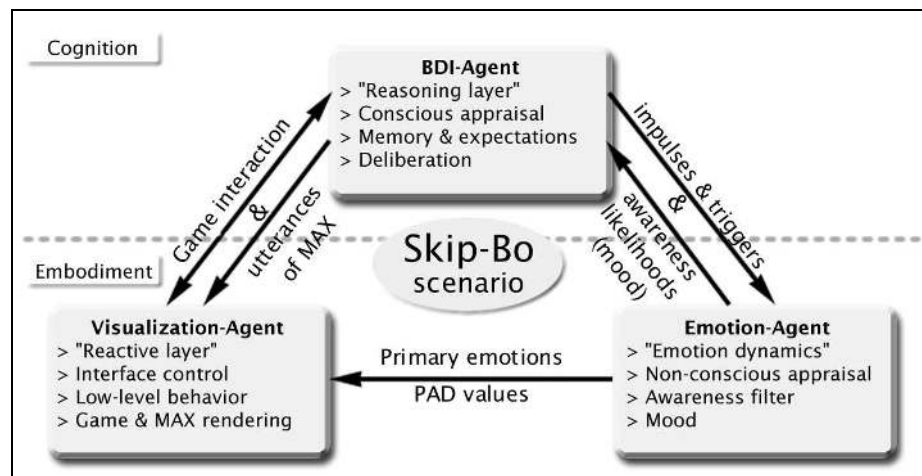 Cognition
BDI-Agent
> "Reasoning layer"
> Conscious appraisal
> Memory & expectations
> Deliberation
Game interaction
&
utterances
of MAX
impulses & triggers
&
awareness
likelihoods
(mood)
Skip-Bo
scenario
Embodiment
Visualization-Agent
> "Reactive layer"
> Interface control
> Low-level behavior
> Game & MAX rendering
Primary emotions
PAD values
Emotion-Agent
> "Emotion dynamics"
> Non-conscious appraisal
> Awareness filter
> Mood